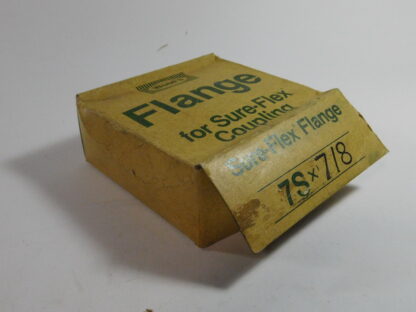 Flange
for Sure-Flex
Coupling
Sure-Flex Flange
7S x 7/8